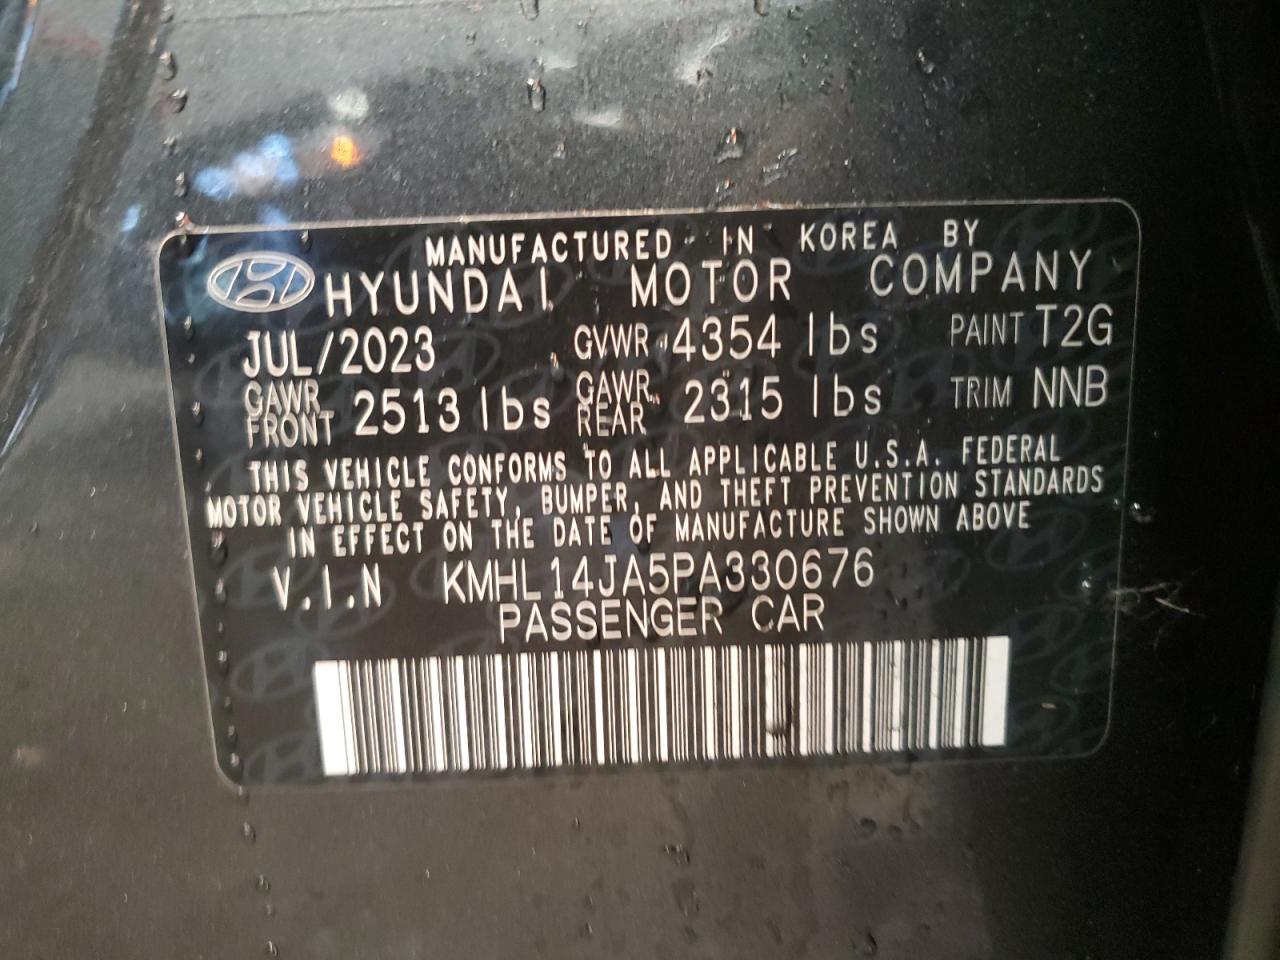 MANUFACTURED IN KOREA BY
HYUNDAI MOTOR COMPANY
JUL/2023 GVWR 4354 lbs PAINT T2G
GAWR FRONT 2513 lbs GAWR REAR 2315 lbs TRIM NNB
THIS VEHICLE CONFORMS TO ALL APPLICABLE U.S.A. FEDERAL
MOTOR VEHICLE SAFETY, BUMPER, AND THEFT PREVENTION STANDARDS
IN EFFECT ON THE DATE OF MANUFACTURE SHOWN ABOVE
V.I.N KMHL14JA5PA330676
PASSENGER CAR